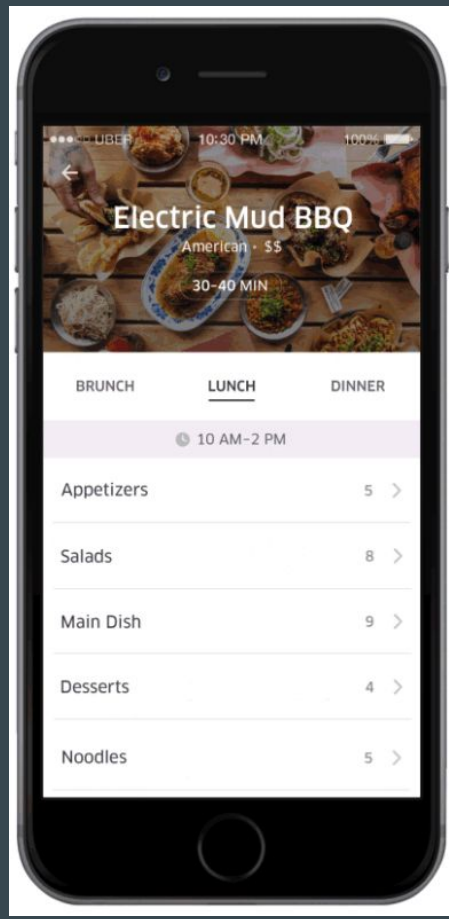 UBER 10:30 PM 100%
Electric Mud BBQ
American · $$
30-40 MIN
BRUNCH LUNCH DINNER
10 AM-2 PM
Appetizers 5
Salads 8
Main Dish 9
Desserts 4
Noodles 5